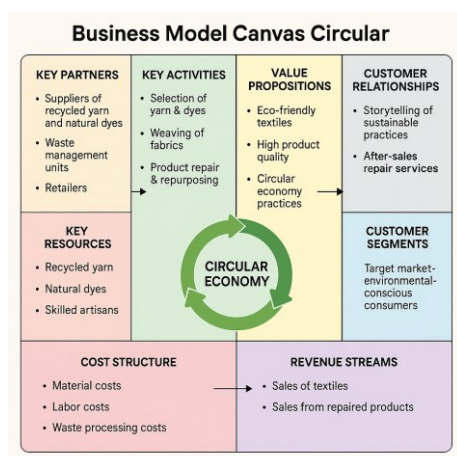 Business Model Canvas Circular
KEY PARTNERS
• Suppliers of
recycled yarn
and natural dyes
• Waste
management
units
• Retailers
KEY ACTIVITIES
• Selection of
yarn & dyes
• Weaving of
fabrics
• Product repair
& repurposing
VALUE
PROPOSITIONS
• Eco-friendly
textiles
• High product
quality
• Circular
economy
practices
CUSTOMER
RELATIONSHIPS
• Storytelling of
sustainable
practices
• After-sales
repair services
KEY
RESOURCES
• Recycled yarn
• Natural dyes
• Skilled artisans
CIRCULAR
ECONOMY
CUSTOMER
SEGMENTS
Target market-
environmental-
conscious
consumers
COST STRUCTURE
• Material costs
• Labor costs
• Waste processing costs
REVENUE STREAMS
• Sales of textiles
• Sales from repaired products